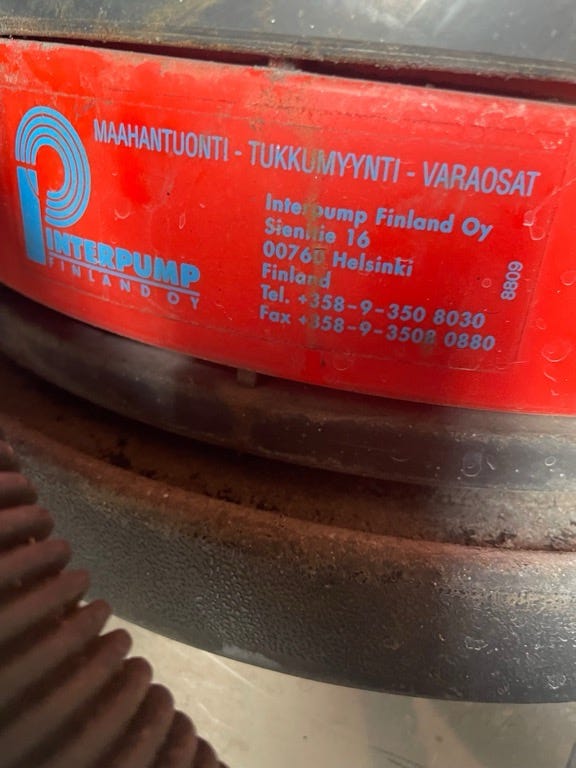 MAAHANTUONTI - TUKKUMYYNTI - VARAOSAT
INTERPUMP
FINLAND OY
Interpump Finland Oy
Sienitie 16
00760 Helsinki
Finland
Tel. +358-9-350 8030
Fax +358-9-3508 0880
8809